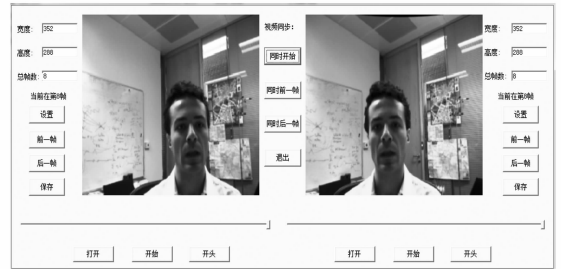 宽度: 352
高度: 288
总帧数: 8
当前在第8帧
设置
前一帧
后一帧
保存
视频同步:
同时开始
同时前一帧
同时后一帧
退出
宽度: 352
高度: 288
总帧数: 8
当前在第8帧
设置
前一帧
后一帧
保存
打开 开始 开头
打开 开始 开头